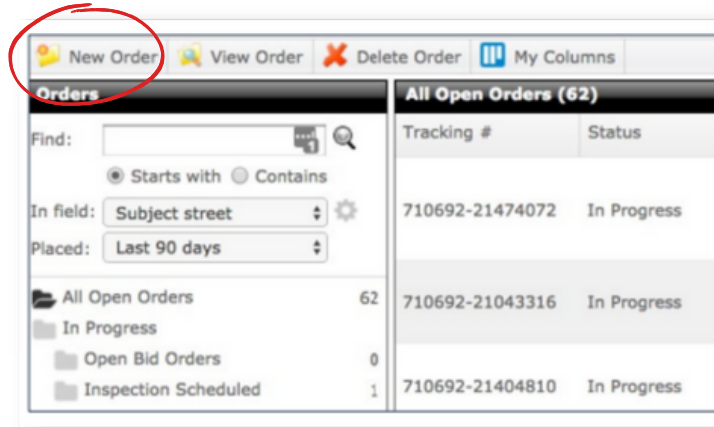 New Order View Order Delete Order My Columns
Orders
Find:
Starts with Contains
In field: Subject street
Placed: Last 90 days
All Open Orders 62
In Progress
Open Bid Orders 0
Inspection Scheduled 1
All Open Orders (62)
Tracking # Status
710692-21474072 In Progress
710692-21043316 In Progress
710692-21404810 In Progress